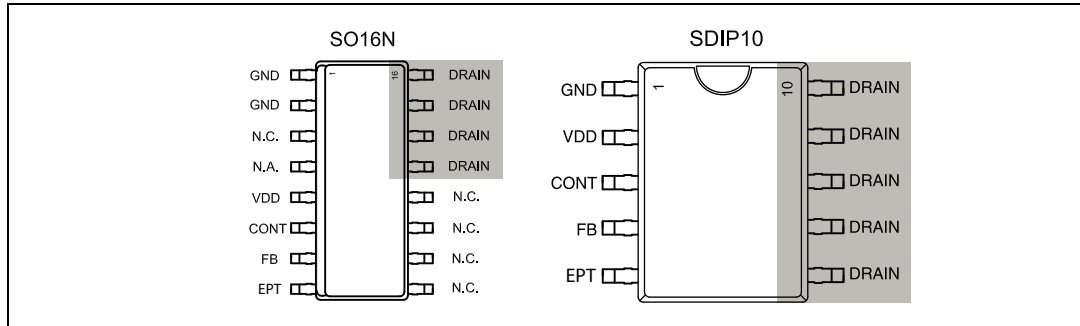 SO16N
GND 1 16 DRAIN
GND DRAIN
N.C. DRAIN
N.A. DRAIN
VDD N.C.
CONT N.C.
FB N.C.
EPT N.C.
SDIP10
GND 1 10 DRAIN
VDD DRAIN
CONT DRAIN
FB DRAIN
EPT DRAIN